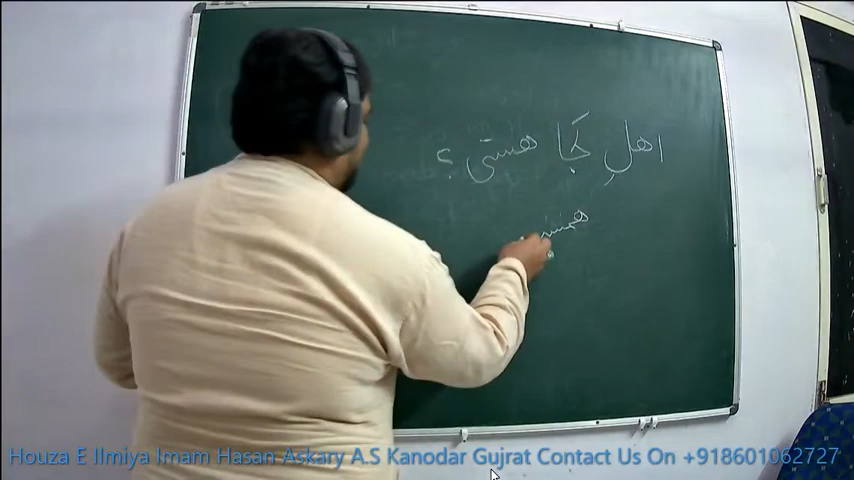 اهلِ کجا هستی؟
Houza E Ilmiya Imam Hasan Askary A.S Kanodar Gujrat Contact Us On +918601062727